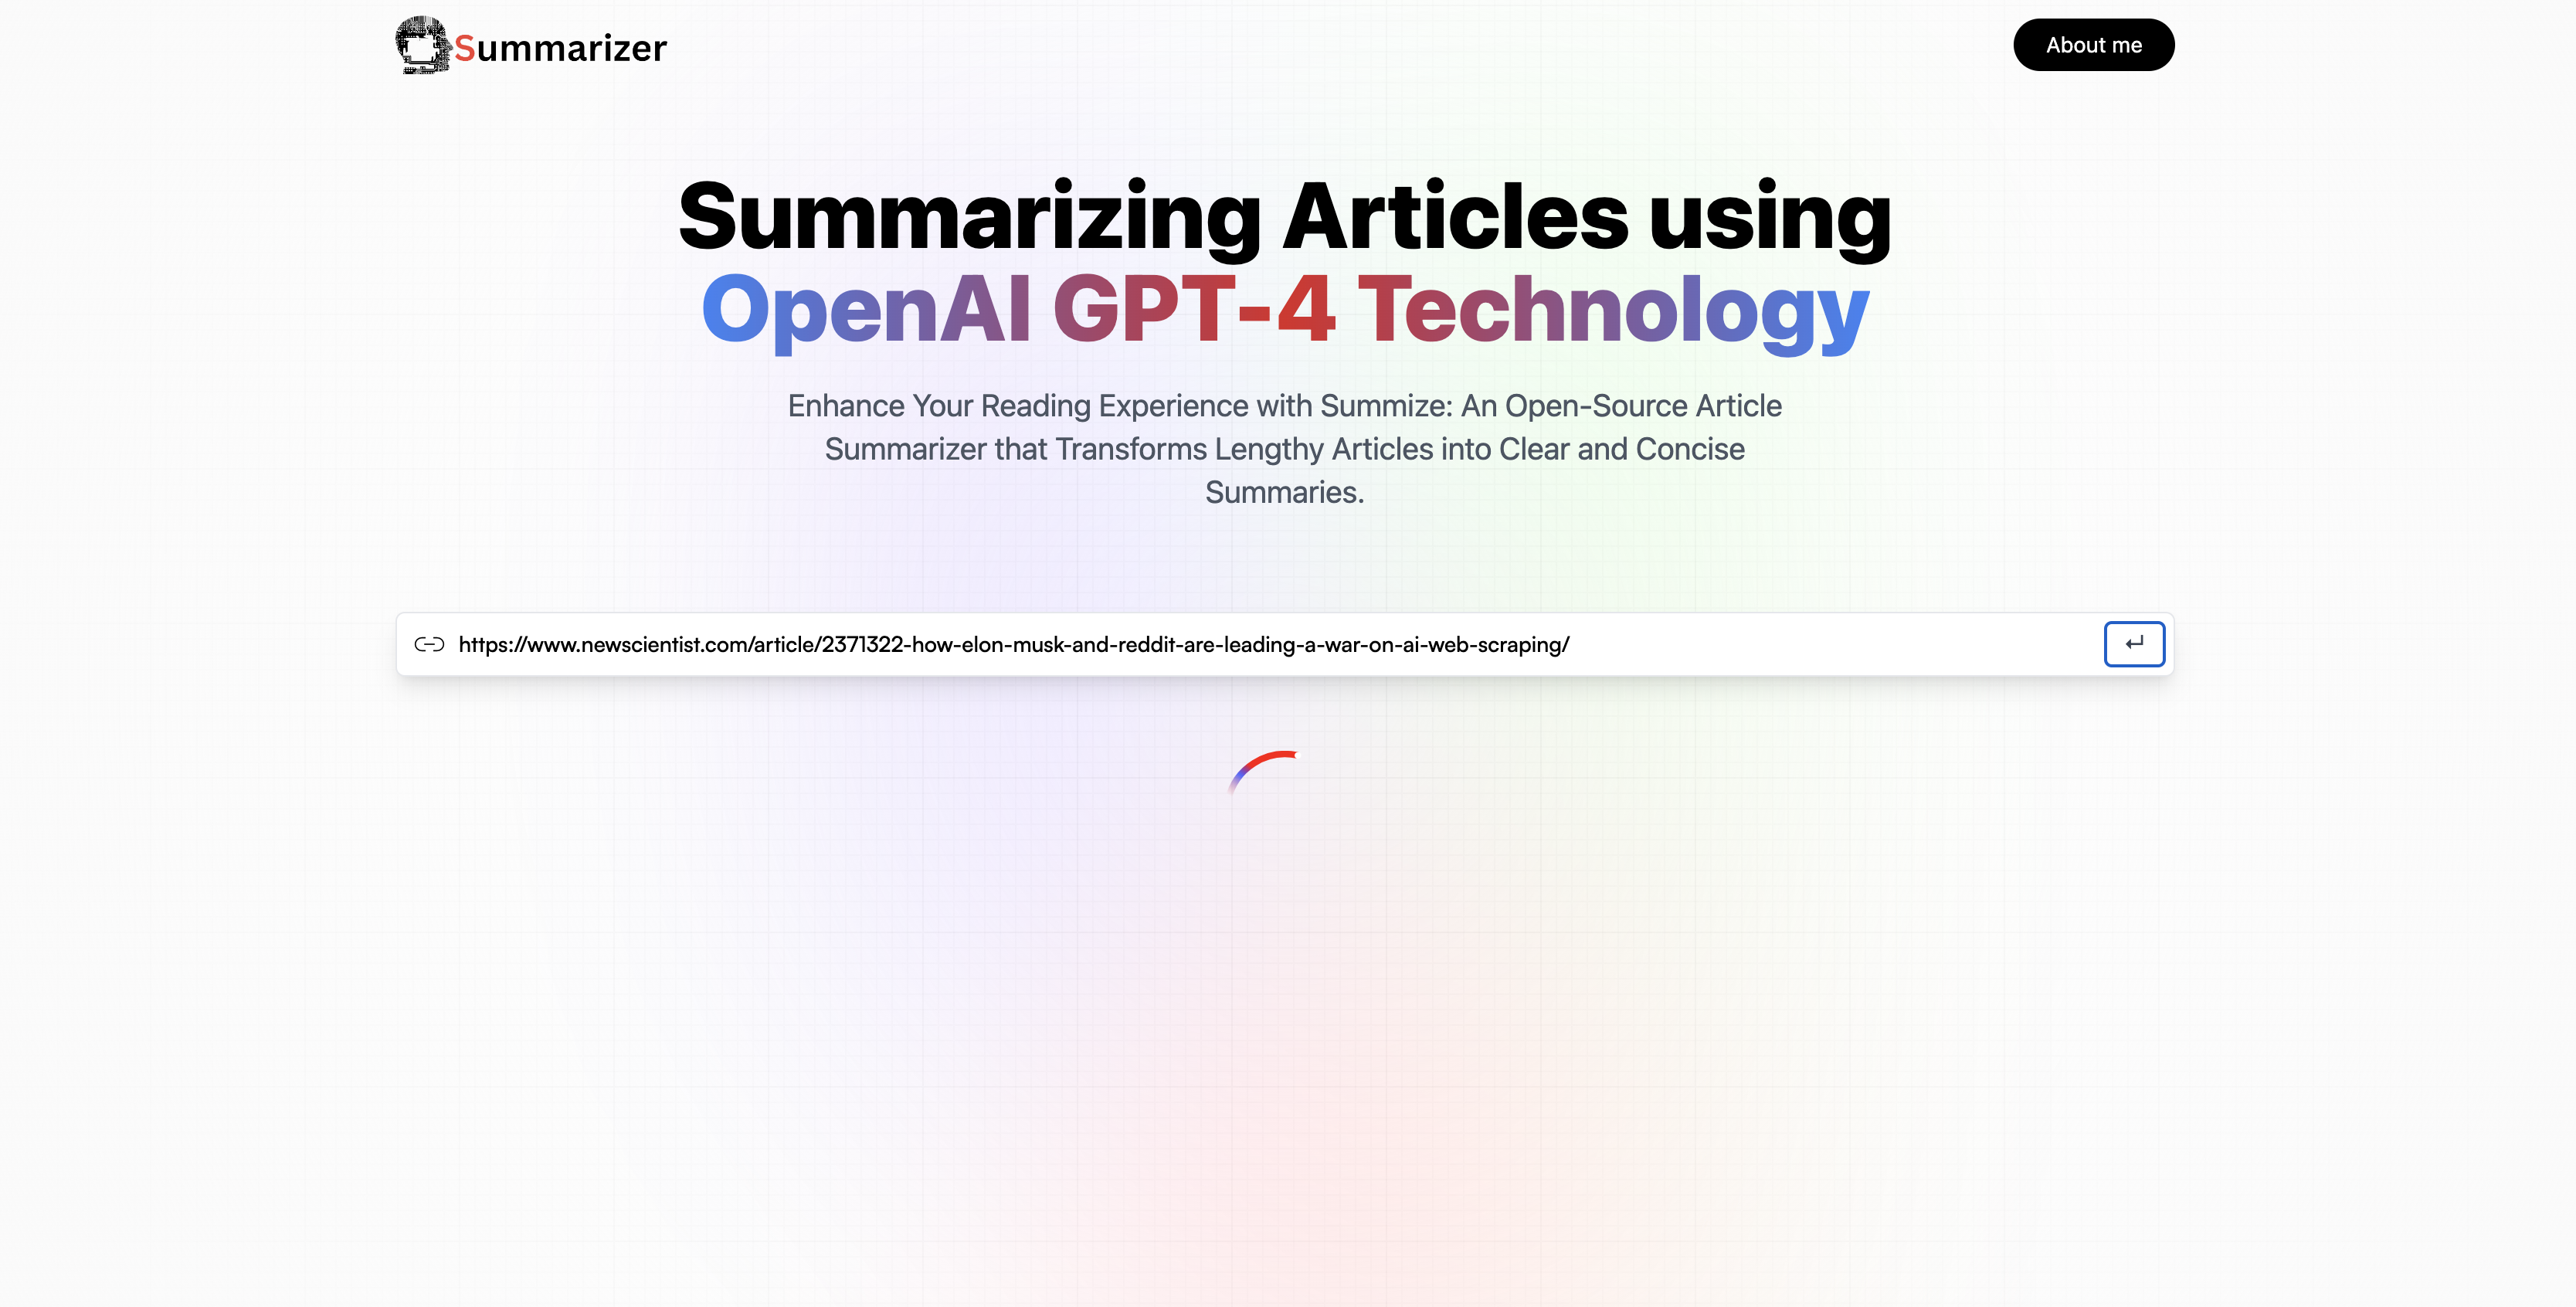 Summarizer
About me
Summarizing Articles using
OpenAI GPT-4 Technology
Enhance Your Reading Experience with Summize: An Open-Source Article
Summarizer that Transforms Lengthy Articles into Clear and Concise
Summaries.
https://www.newscientist.com/article/2371322-how-elon-musk-and-reddit-are-leading-a-war-on-ai-web-scraping/